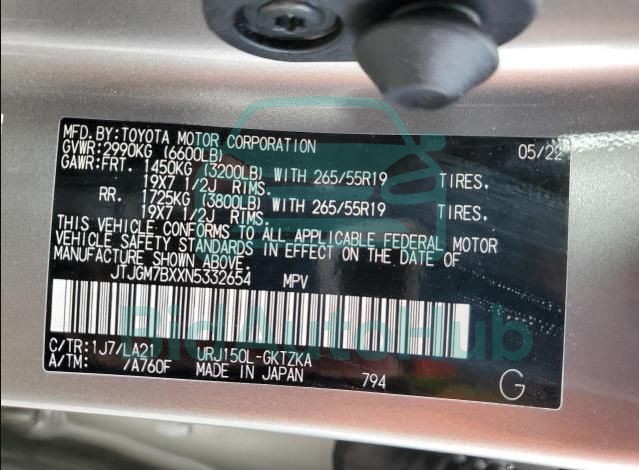 MFD.BY:TOYOTA MOTOR CORPORATION 05/22
GVWR:2990KG (6600LB)
GAWR:FRT. 1450KG (3200LB) WITH 265/55R19 TIRES.
19X7 1/2J RIMS.
RR. 1725KG (3800LB) WITH 265/55R19 TIRES.
19X7 1/2J RIMS.
THIS VEHICLE CONFORMS TO ALL APPLICABLE FEDERAL MOTOR
VEHICLE SAFETY STANDARDS IN EFFECT ON THE DATE OF
MANUFACTURE SHOWN ABOVE.
JTJGM7BXXN5332654 MPV
BidAutoHub
C/TR:1J7/LA21 URJ150L-GKTZKA
A/TM: /A760F MADE IN JAPAN 794 G